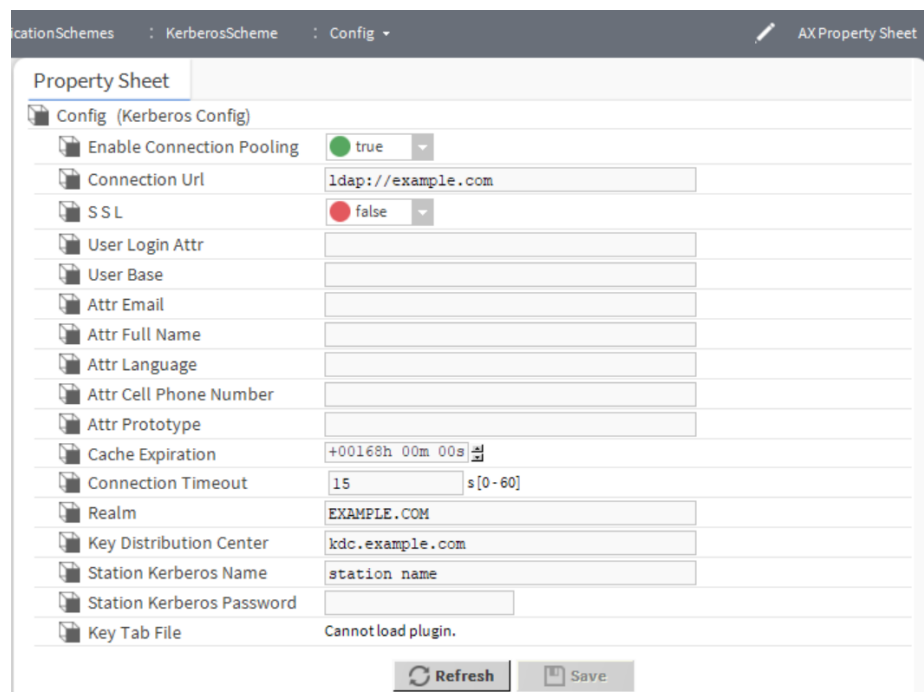 icationSchemes : KerberosScheme : Config AX Property Sheet
Property Sheet
Config (Kerberos Config)
Enable Connection Pooling true
Connection Url ldap://example.com
S S L false
User Login Attr
User Base
Attr Email
Attr Full Name
Attr Language
Attr Cell Phone Number
Attr Prototype
Cache Expiration +00168h 00m 00s
Connection Timeout 15 s [0 - 60]
Realm EXAMPLE.COM
Key Distribution Center kdc.example.com
Station Kerberos Name station name
Station Kerberos Password
Key Tab File Cannot load plugin.
Refresh Save